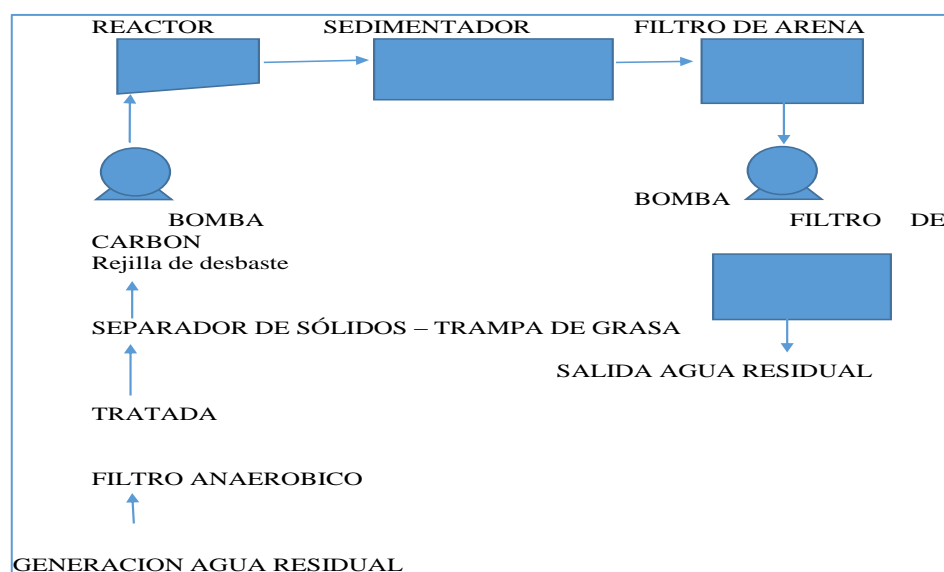 REACTOR SEDIMENTADOR FILTRO DE ARENA
BOMBA
BOMBA FILTRO DE
CARBON
Rejilla de desbaste
SEPARADOR DE SÓLIDOS – TRAMPA DE GRASA
SALIDA AGUA RESIDUAL
TRATADA
FILTRO ANAEROBICO
GENERACION AGUA RESIDUAL